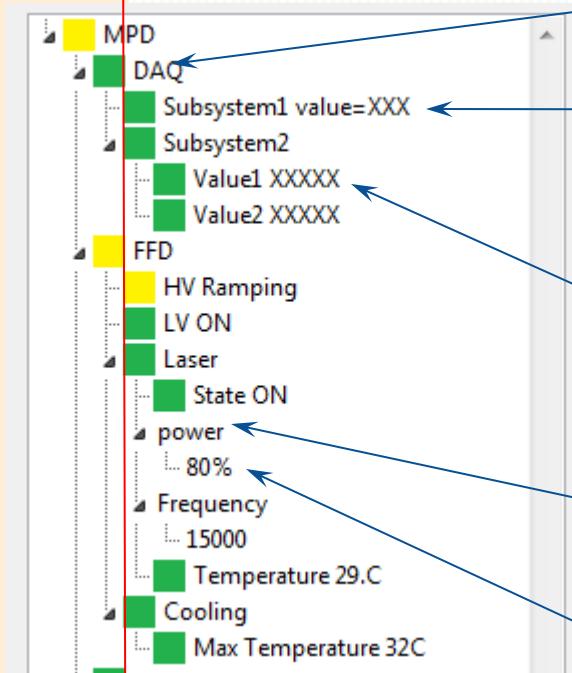 MPD
DAQ
Subsystem1 value=XXX
Subsystem2
Value1 XXXXX
Value2 XXXXX
FFD
HV Ramping
LV ON
Laser
State ON
power
80%
Frequency
15000
Temperature 29.C
Cooling
Max Temperature 32C